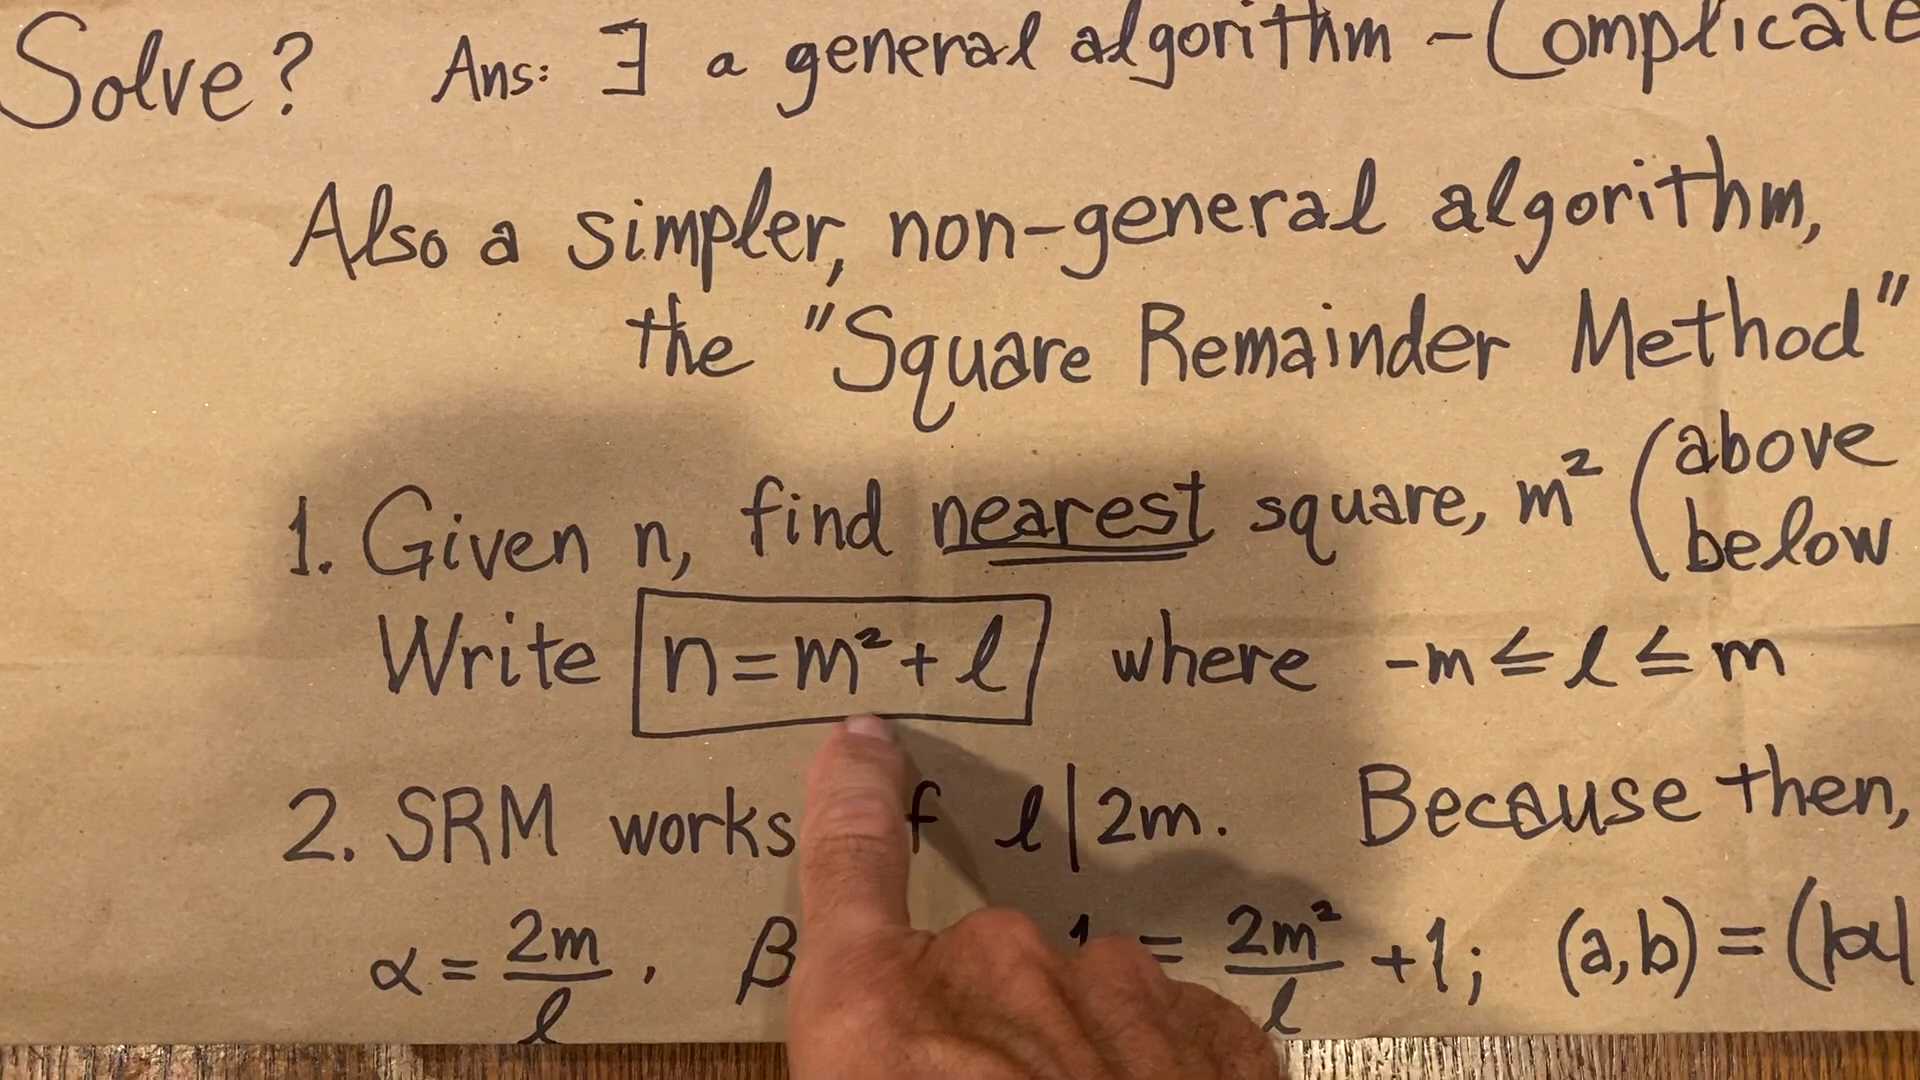 Solve? Ans: ∃ a general algorithm - Complicate
Also a simpler, non-general algorithm,
the "Square Remainder Method"
1. Given n, find nearest square, m² (above
below
Write n = m² + l where -m ≤ l ≤ m
2. SRM works f l | 2m. Because then,
α = 2m/l , β 1 = 2m²/l + 1; (a,b) = (|α|